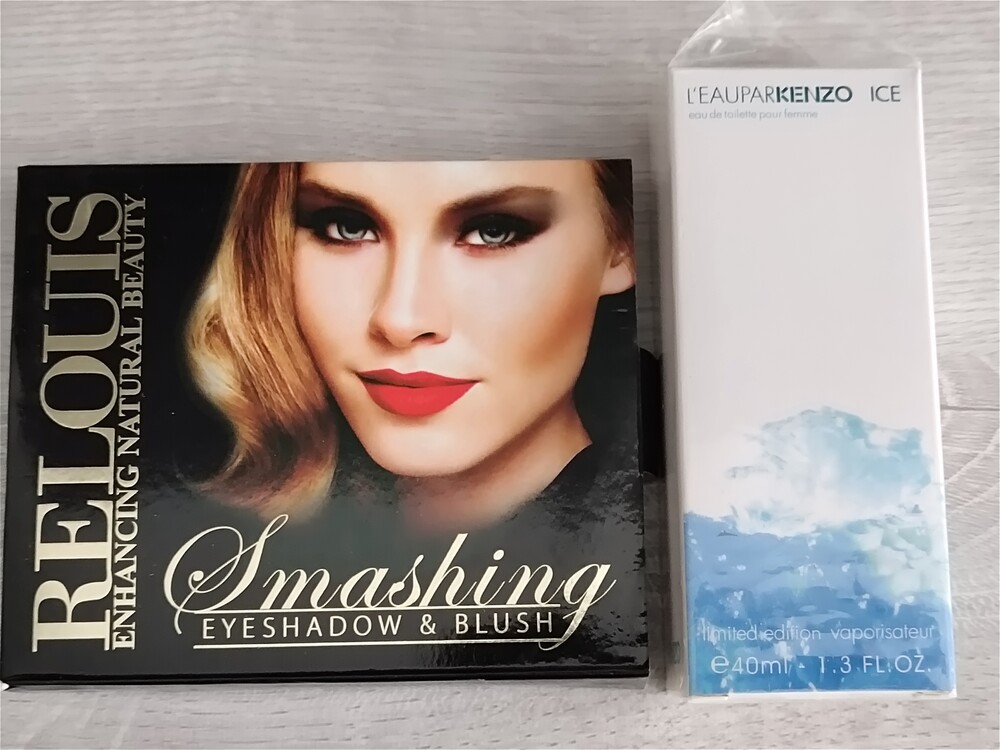 RELOUIS
ENHANCING NATURAL BEAUTY
Smashing
EYESHADOW & BLUSH
L'EAUPARKENZO ICE
eau de toilette pour femme
limited edition vaporisateur
℮40ml - 1.3 FL.OZ.